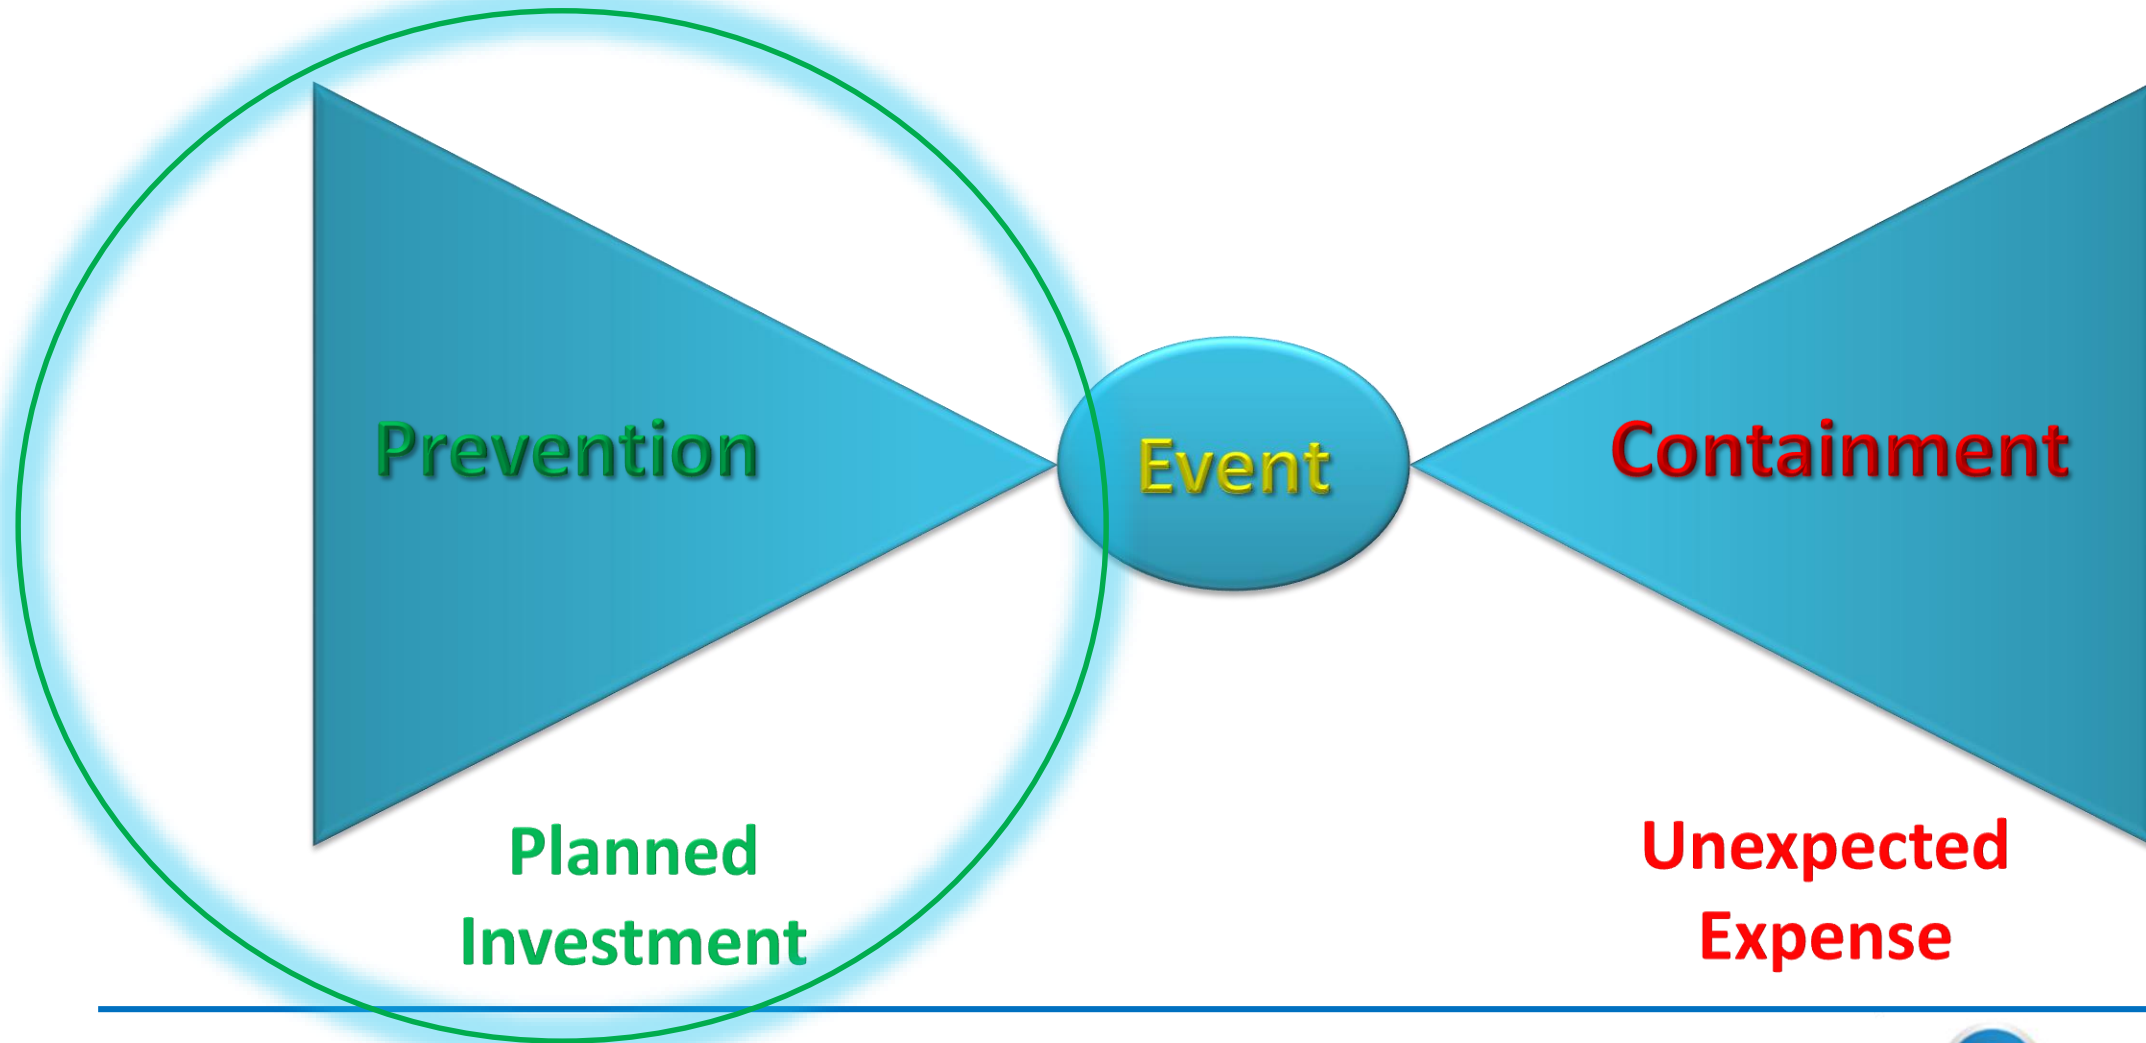 Prevention
Event
Containment
Planned
Investment
Unexpected
Expense